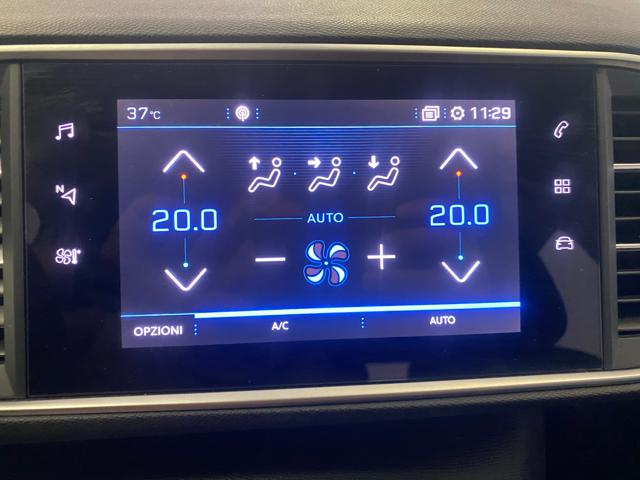 37°C 11:29
N
20.0 20.0
AUTO
OPZIONI A/C AUTO